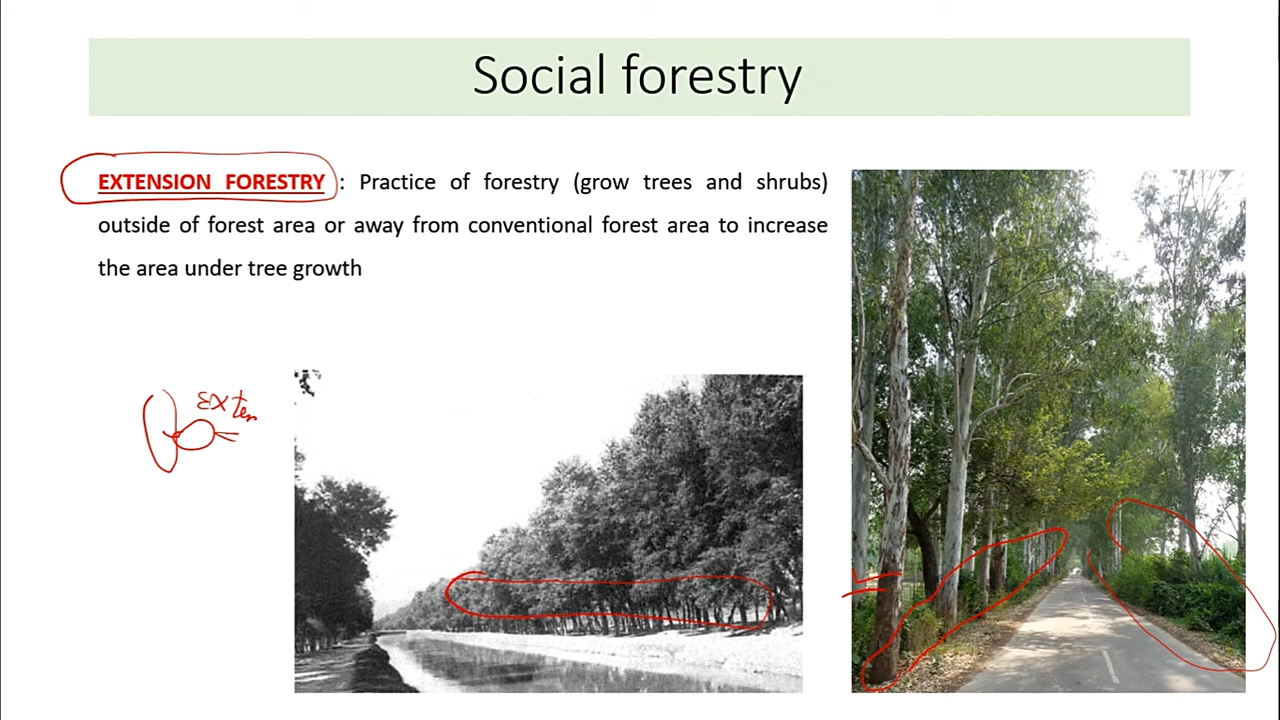 Social forestry
EXTENSION FORESTRY : Practice of forestry (grow trees and shrubs)
outside of forest area or away from conventional forest area to increase
the area under tree growth
Exten